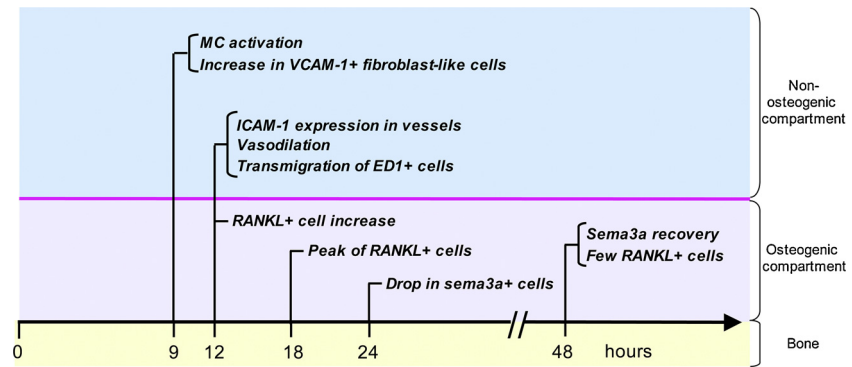 MC activation
Increase in VCAM-1+ fibroblast-like cells
ICAM-1 expression in vessels
Vasodilation
Transmigration of ED1+ cells
Non-
osteogenic
compartment
RANKL+ cell increase
Peak of RANKL+ cells
Drop in sema3a+ cells
Sema3a recovery
Few RANKL+ cells
Osteogenic
compartment
0 9 12 18 24 48 hours
Bone